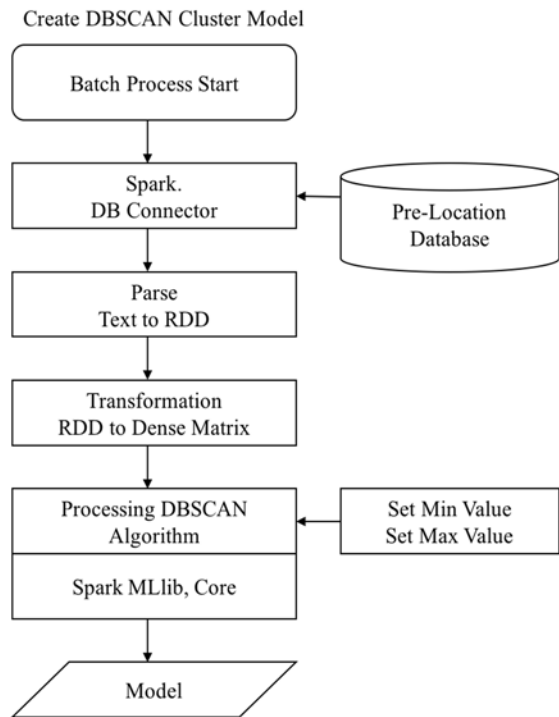 Create DBSCAN Cluster Model
Batch Process Start
Spark.
DB Connector
Pre-Location
Database
Parse
Text to RDD
Transformation
RDD to Dense Matrix
Processing DBSCAN
Algorithm
Set Min Value
Set Max Value
Spark MLlib, Core
Model